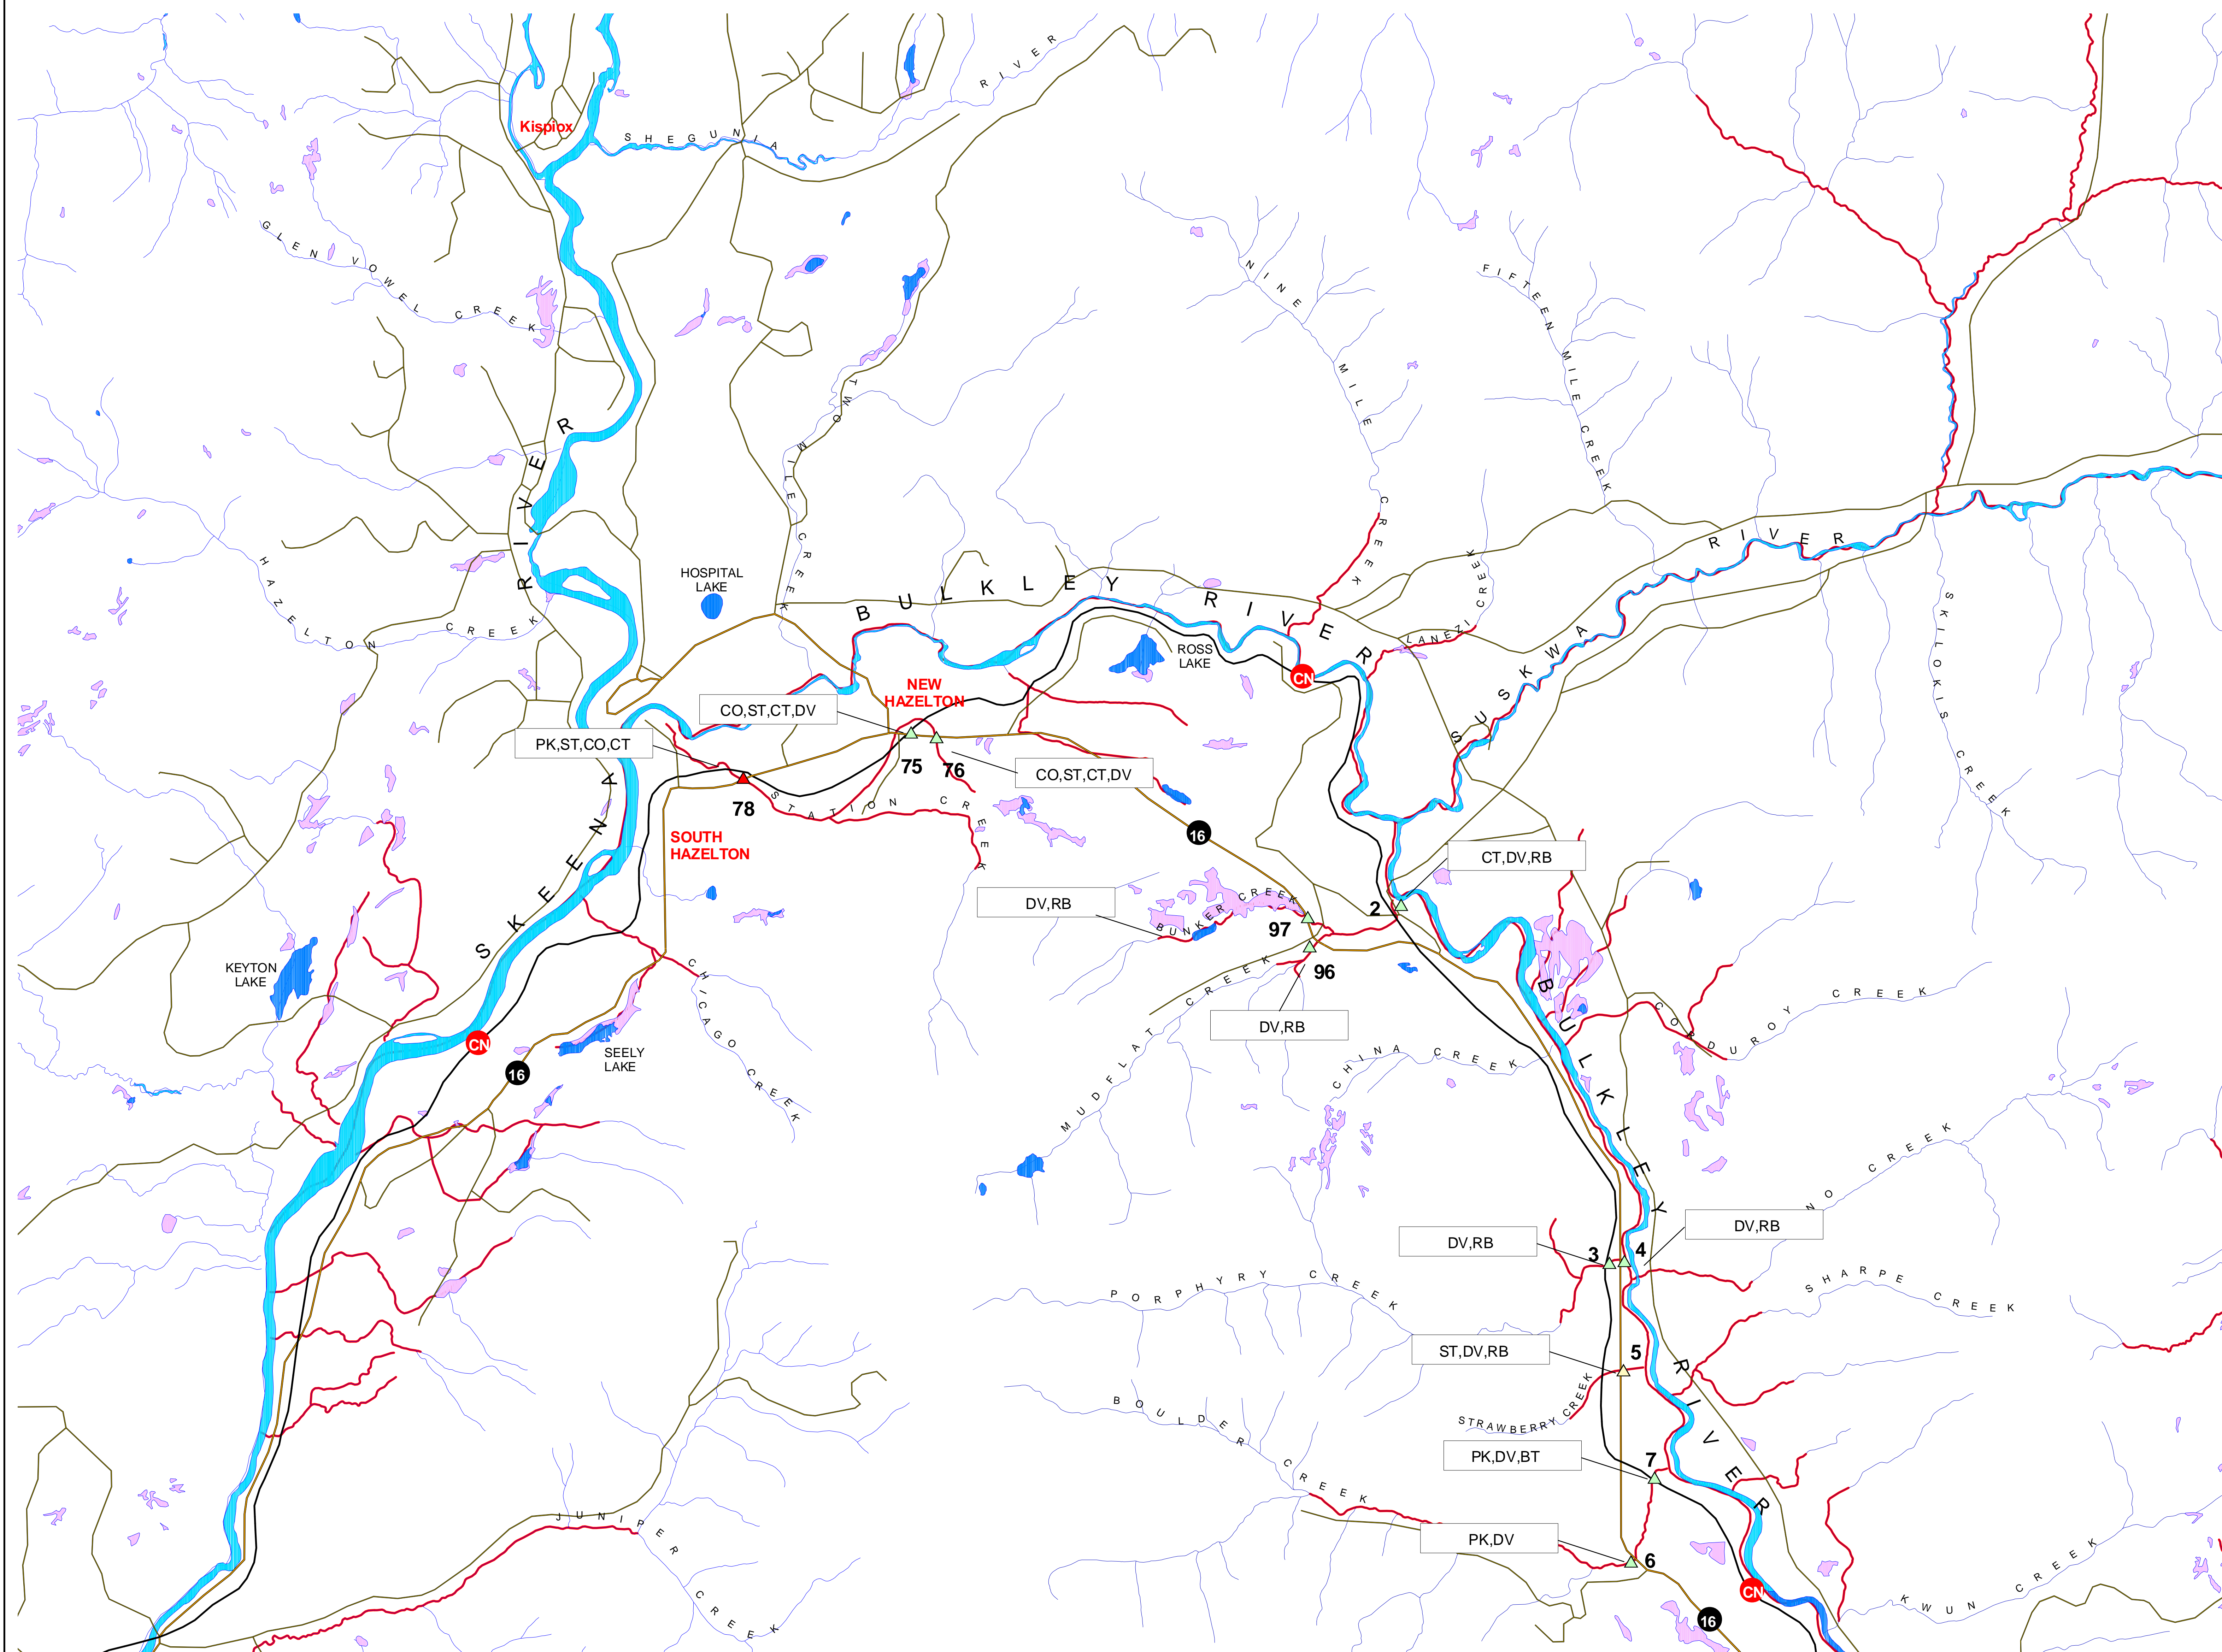 Kispiox
SHEGUNIA RIVER
GLEN VOWEL CREEK
NINE MILE CREEK
FIFTEEN MILE CREEK
TWO MILE CREEK
SKEENA RIVER
HAZELTON CREEK
HOSPITAL
LAKE
BULKLEY RIVER
ROSS
LAKE
LANEZI CREEK
SUSKWA RIVER
SKILOKIS CREEK
CN
NEW
HAZELTON
CO,ST,CT,DV
PK,ST,CO,CT
75
76
CO,ST,CT,DV
78
STATION CREEK
SOUTH
HAZELTON
16
CT,DV,RB
2
DV,RB
BUNKER CREEK
97
96
DV,RB
MUDFLAT CREEK
KEYTON
LAKE
CHICAGO CREEK
SEELY
LAKE
CN
16
CHINA CREEK
CORDUROY CREEK
BULKLEY RIVER
NO CREEK
DV,RB
3
4
DV,RB
PORPHYRY CREEK
SHARPE CREEK
ST,DV,RB
5
STRAWBERRY CREEK
BOULDER CREEK
PK,DV,BT
7
PK,DV
6
JUNIPER CREEK
CN
16
KWUN CREEK